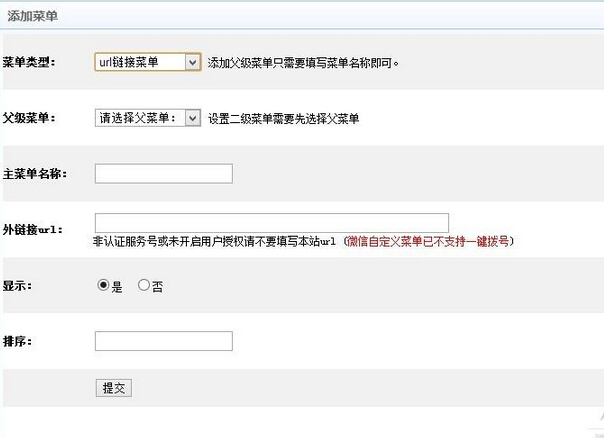 添加菜单
菜单类型： url链接菜单 添加父级菜单只需要填写菜单名称即可。
父级菜单： 请选择父菜单： 设置二级菜单需要先选择父菜单
主菜单名称：
外链接url：
非认证服务号或未开启用户授权请不要填写本站url（微信自定义菜单已不支持一键拨号）
显示： 是 否
排序：
提交